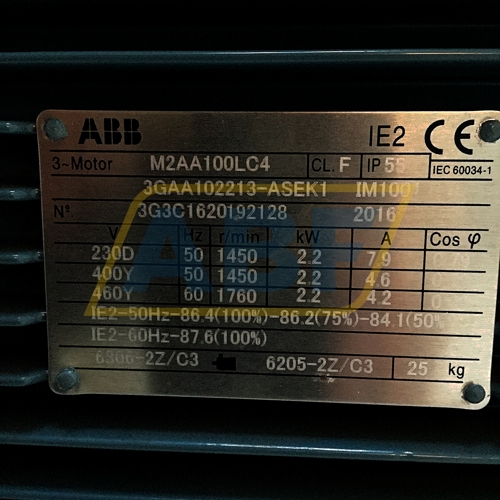 ABB IE2 CE
3~Motor M2AA100LC4 CL. F IP 55 IEC 60034-1
3GAA102213-ASEK1 IM1001
Nº 3G3C1620192128 2016
V Hz r/min kW A Cos φ
230D 50 1450 2.2 7.9
400Y 50 1450 2.2 4.6
460Y 60 1760 2.2 4.2
IE2-50Hz-86.4(100%)-86.2(75%)-84.1(50%
IE2-60Hz-87.6(100%)
6306-2Z/C3 6205-2Z/C3 25 kg